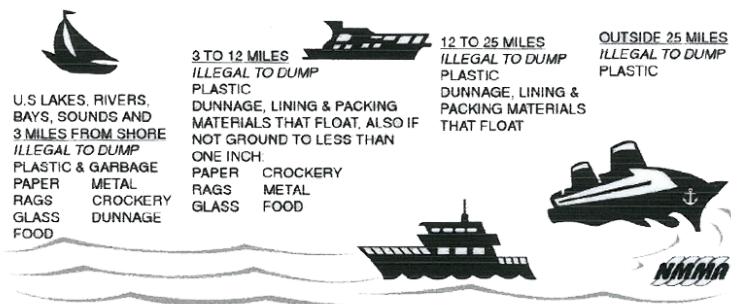 U.S LAKES, RIVERS,
BAYS, SOUNDS AND
3 MILES FROM SHORE
ILLEGAL TO DUMP
PLASTIC & GARBAGE
PAPER METAL
RAGS CROCKERY
GLASS DUNNAGE
FOOD
3 TO 12 MILES
ILLEGAL TO DUMP
PLASTIC
DUNNAGE, LINING & PACKING
MATERIALS THAT FLOAT, ALSO IF
NOT GROUND TO LESS THAN
ONE INCH:
PAPER CROCKERY
RAGS METAL
GLASS FOOD
12 TO 25 MILES
ILLEGAL TO DUMP
PLASTIC
DUNNAGE, LINING &
PACKING MATERIALS
THAT FLOAT
OUTSIDE 25 MILES
ILLEGAL TO DUMP
PLASTIC
NMMA